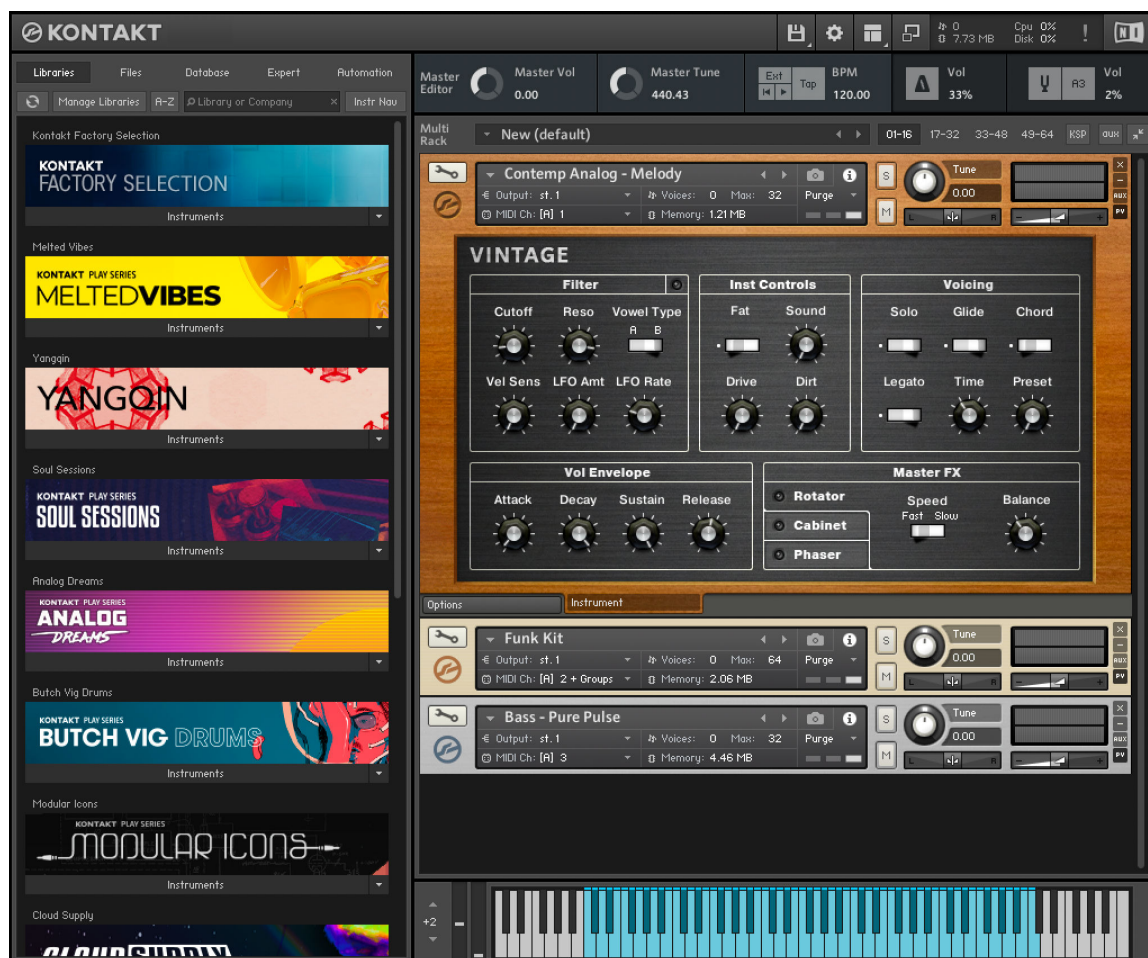 KONTAKT
0
7.73 MB
Cpu 0%
Disk 0%
!
NI
Libraries Files Database Expert Automation
Manage Libraries A-Z Library or Company × Instr Nav
Kontakt Factory Selection
KONTAKT
FACTORY SELECTION
Instruments
Melted Vibes
KONTAKT PLAY SERIES
MELTEDVIBES
Instruments
Yangqin
YANGQIN
Instruments
Soul Sessions
KONTAKT PLAY SERIES
SOUL SESSIONS
Instruments
Analog Dreams
KONTAKT PLAY SERIES
ANALOG
DREAMS
Instruments
Butch Vig Drums
KONTAKT PLAY SERIES
BUTCH VIG DRUMS
Instruments
Modular Icons
KONTAKT PLAY SERIES
MODULAR ICONS
Instruments
Cloud Supply
CLOUD SUPPLY
Master
Editor
Master Vol
0.00
Master Tune
440.43
Ext
Tap
BPM
120.00
Vol
33%
A3
Vol
2%
Multi
Rack
New (default)
01-16 17-32 33-48 49-64 KSP aux
Contemp Analog - Melody
Output: st.1 Voices: 0 Max: 32 Purge
MIDI Ch: [A] 1 Memory: 1.21 MB
S
M
Tune
0.00
L R
- +
×
-
AUX
PV
VINTAGE
Filter
Cutoff Reso Vowel Type
A B
Vel Sens LFO Amt LFO Rate
Inst Controls
Fat Sound
Drive Dirt
Voicing
Solo Glide Chord
Legato Time Preset
Vol Envelope
Attack Decay Sustain Release
Master FX
Rotator
Cabinet
Phaser
Speed
Fast Slow
Balance
Options Instrument
Funk Kit
Output: st.1 Voices: 0 Max: 64 Purge
MIDI Ch: [A] 2 + Groups Memory: 2.06 MB
S
M
Tune
0.00
L R
- +
×
-
AUX
PV
Bass - Pure Pulse
Output: st.1 Voices: 0 Max: 32 Purge
MIDI Ch: [A] 3 Memory: 4.46 MB
S
M
Tune
0.00
L R
- +
×
-
AUX
PV
+2